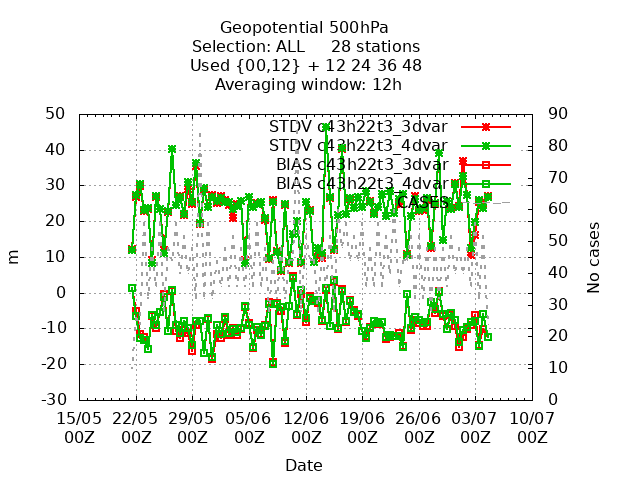 Geopotential 500hPa
Selection: ALL 28 stations
Used {00,12} + 12 24 36 48
Averaging window: 12h
STDV c43h22t3_3dvar
STDV c43h22t3_4dvar
BIAS c43h22t3_3dvar
BIAS c43h22t3_4dvar
CASES
50
40
30
20
10
0
-10
-20
-30
m
90
80
70
60
50
40
30
20
10
0
No cases
15/05 22/05 29/05 05/06 12/06 19/06 26/06 03/07 10/07
00Z 00Z 00Z 00Z 00Z 00Z 00Z 00Z 00Z
Date